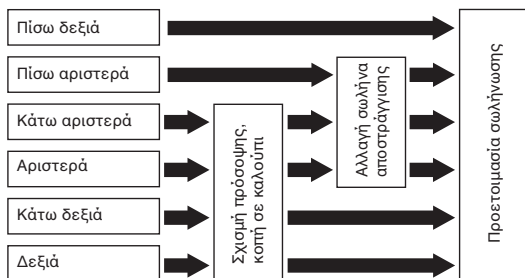 Πίσω δεξιά
Πίσω αριστερά
Κάτω αριστερά
Αριστερά
Κάτω δεξιά
Δεξιά
Σχισμή πρόσοψης,
κοπή σε καλούπι
Αλλαγή σωλήνα
αποστράγγισης
Προετοιμασία σωλήνωσης